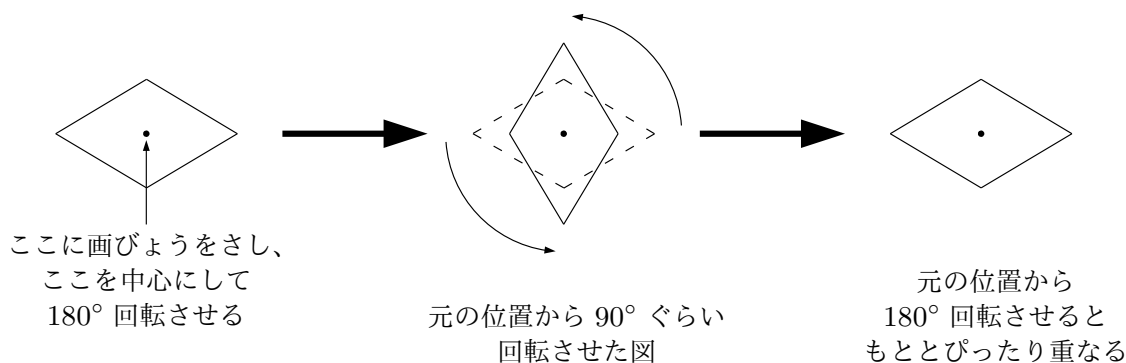 ここに画びょうをさし、
ここを中心にして
180° 回転させる
元の位置から 90° ぐらい
回転させた図
元の位置から
180° 回転させると
もととぴったり重なる